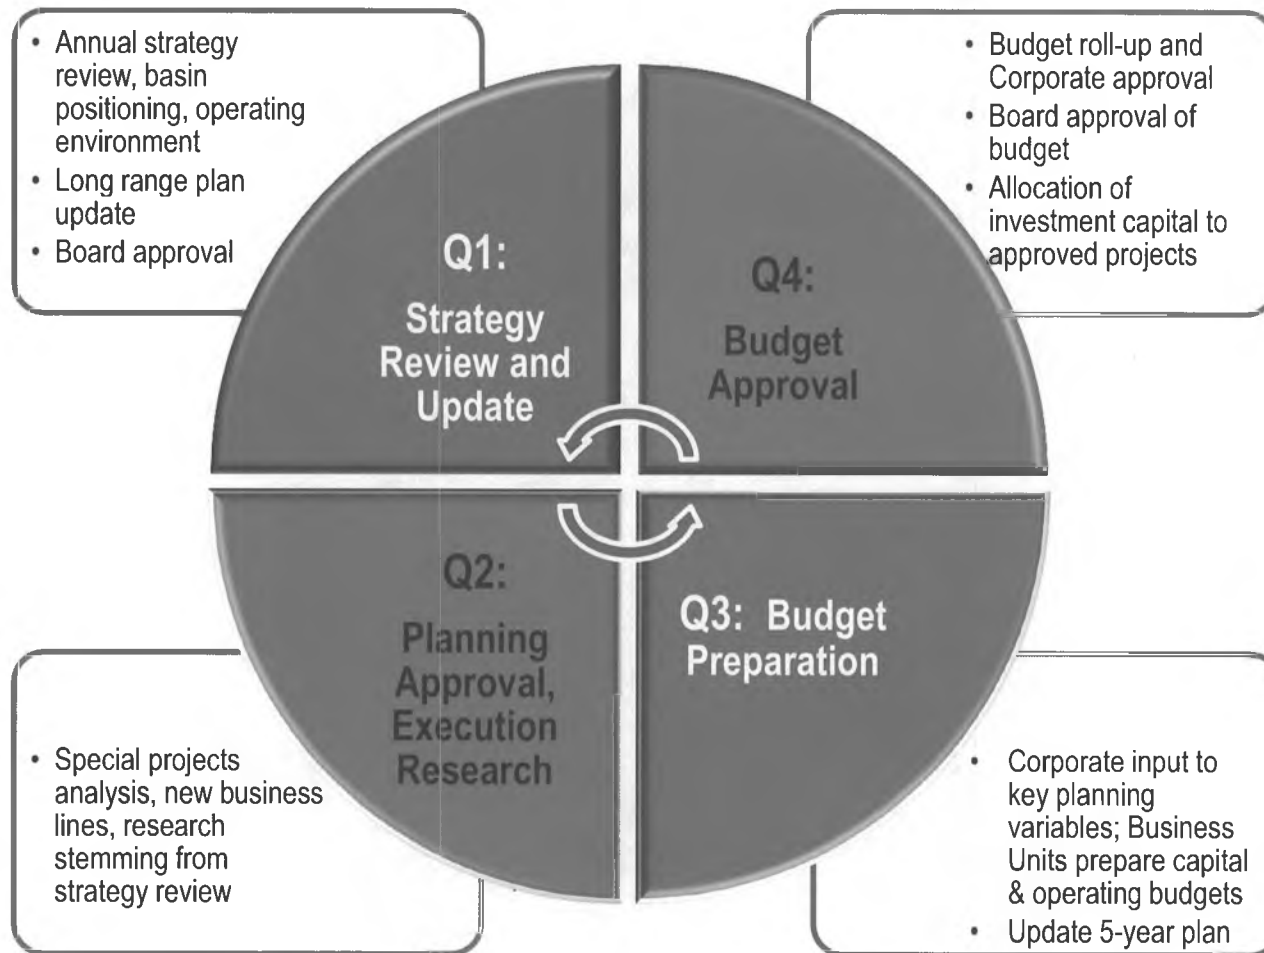 • Annual strategy
review, basin
positioning, operating
environment
• Long range plan
update
• Board approval
Q1:
Strategy
Review and
Update
• Budget roll-up and
Corporate approval
• Board approval of
budget
• Allocation of
investment capital to
approved projects
Q4:
Budget
Approval
Q2:
Planning
Approval,
Execution
Research
• Special projects
analysis, new business
lines, research
stemming from
strategy review
Q3: Budget
Preparation
• Corporate input to
key planning
variables; Business
Units prepare capital
& operating budgets
• Update 5-year plan